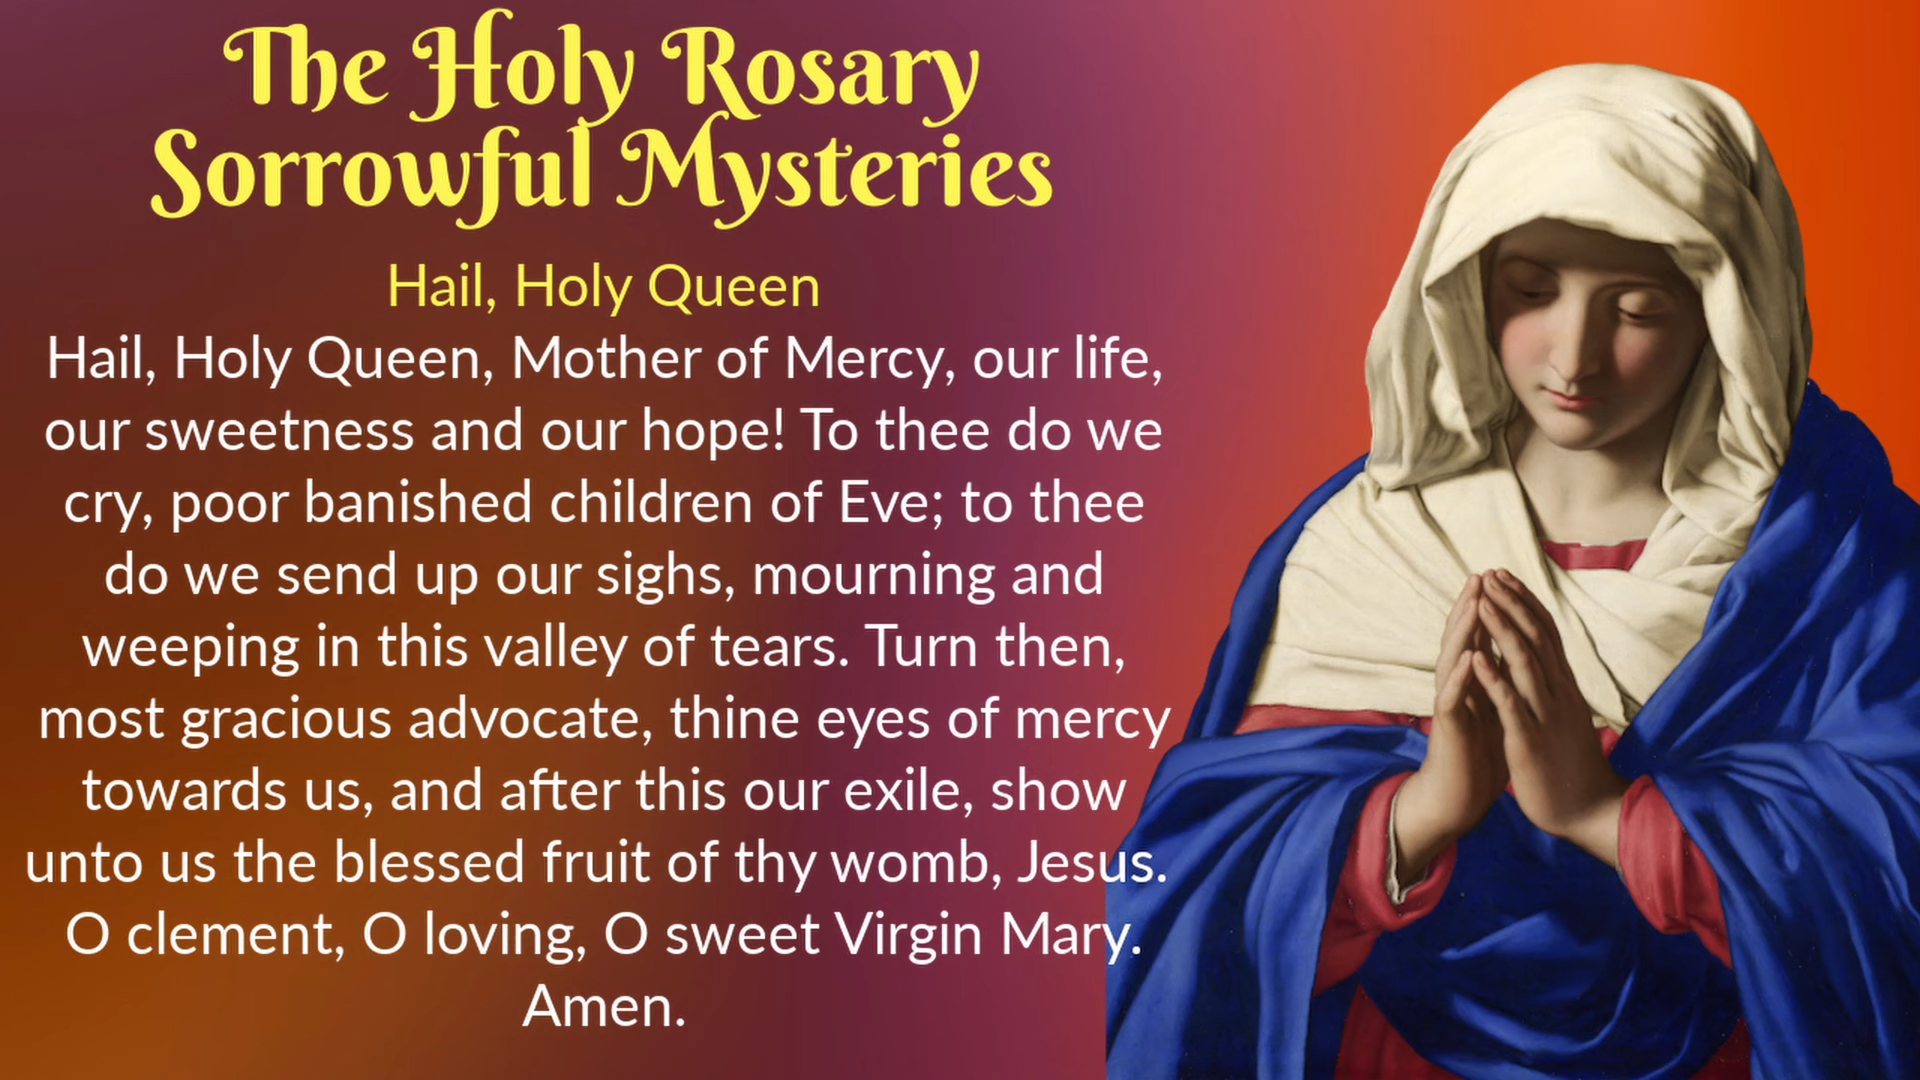 The Holy Rosary
Sorrowful Mysteries
Hail, Holy Queen
Hail, Holy Queen, Mother of Mercy, our life,
our sweetness and our hope! To thee do we
cry, poor banished children of Eve; to thee
do we send up our sighs, mourning and
weeping in this valley of tears. Turn then,
most gracious advocate, thine eyes of mercy
towards us, and after this our exile, show
unto us the blessed fruit of thy womb, Jesus.
O clement, O loving, O sweet Virgin Mary.
Amen.